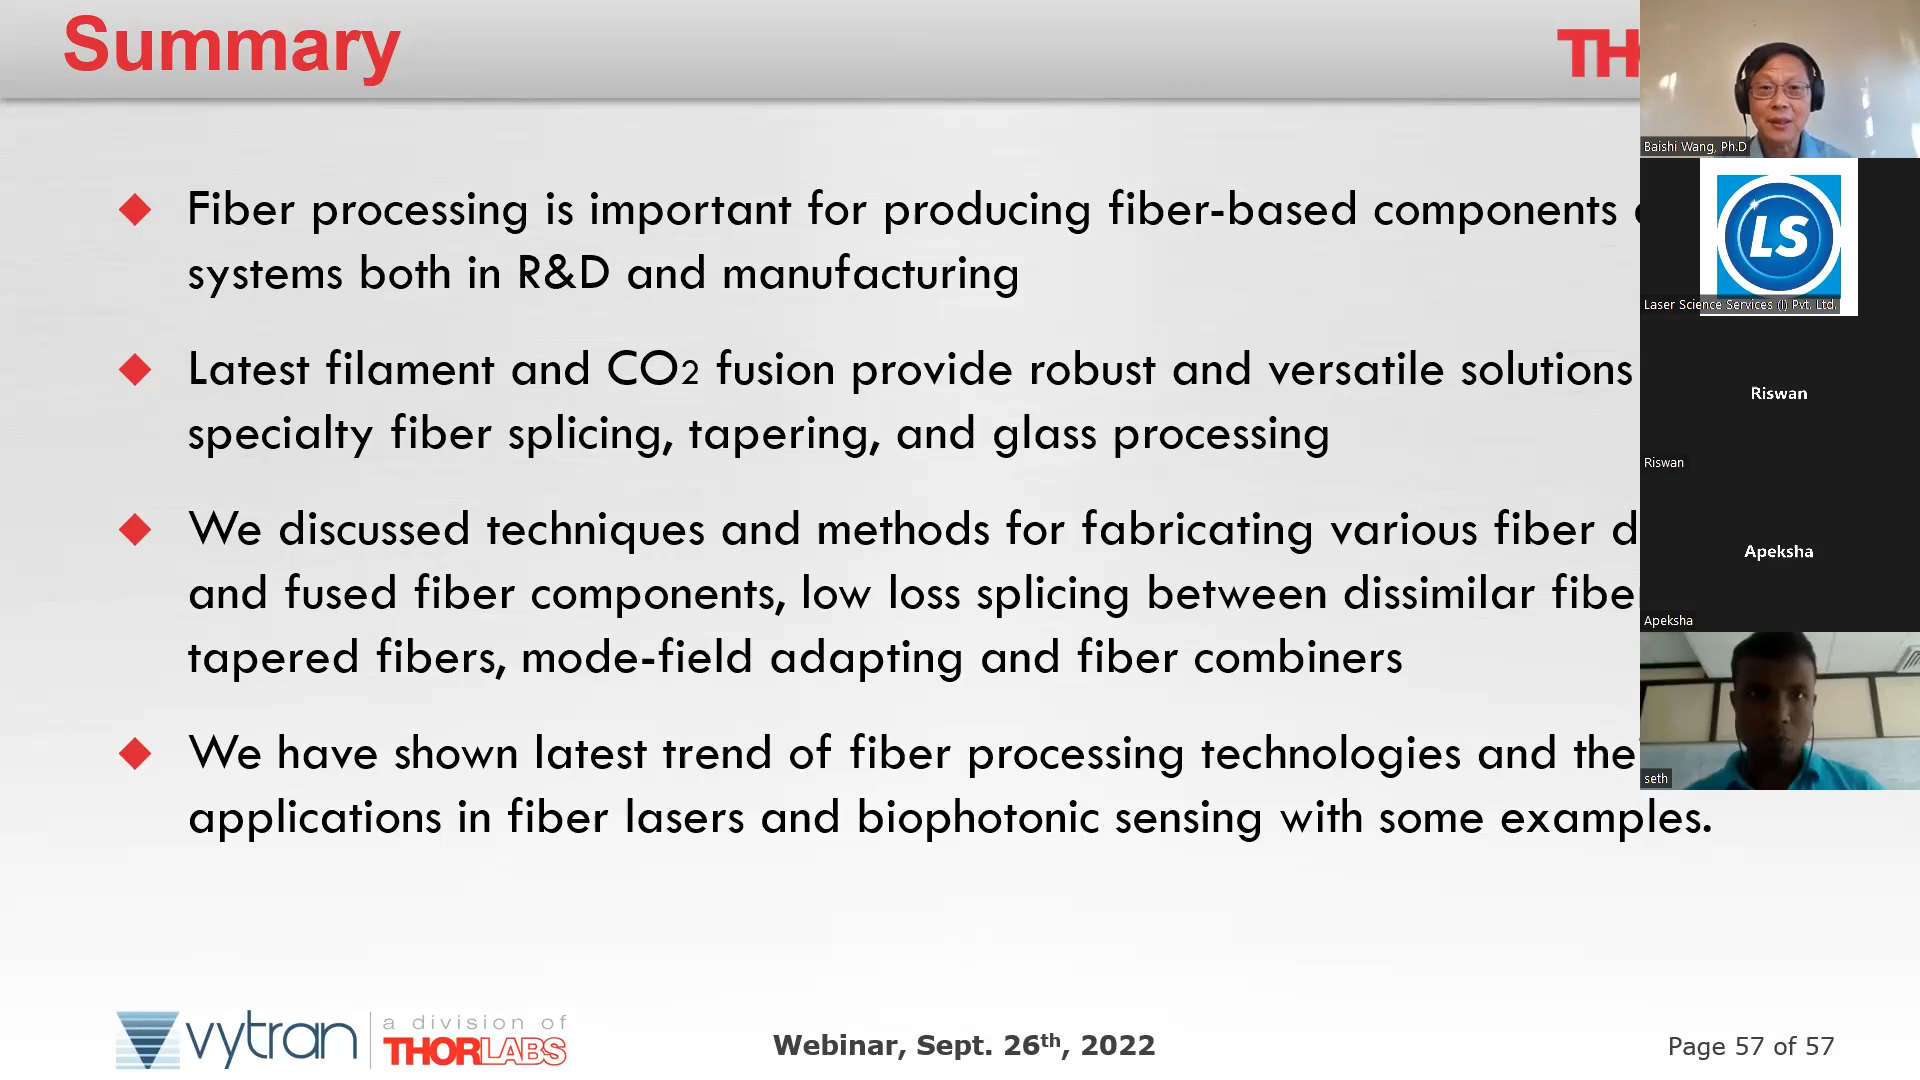 Summary
TH
Fiber processing is important for producing fiber-based components
systems both in R&D and manufacturing
Latest filament and CO2 fusion provide robust and versatile solutions
specialty fiber splicing, tapering, and glass processing
We discussed techniques and methods for fabricating various fiber d
and fused fiber components, low loss splicing between dissimilar fibe
tapered fibers, mode-field adapting and fiber combiners
We have shown latest trend of fiber processing technologies and the
applications in fiber lasers and biophotonic sensing with some examples.
vytran
a division of
THORLABS
Webinar, Sept. 26th, 2022
Page 57 of 57
Baishi Wang, Ph.D
LS
Laser Science Services (I) Pvt. Ltd.
Riswan
Riswan
Apeksha
Apeksha
seth